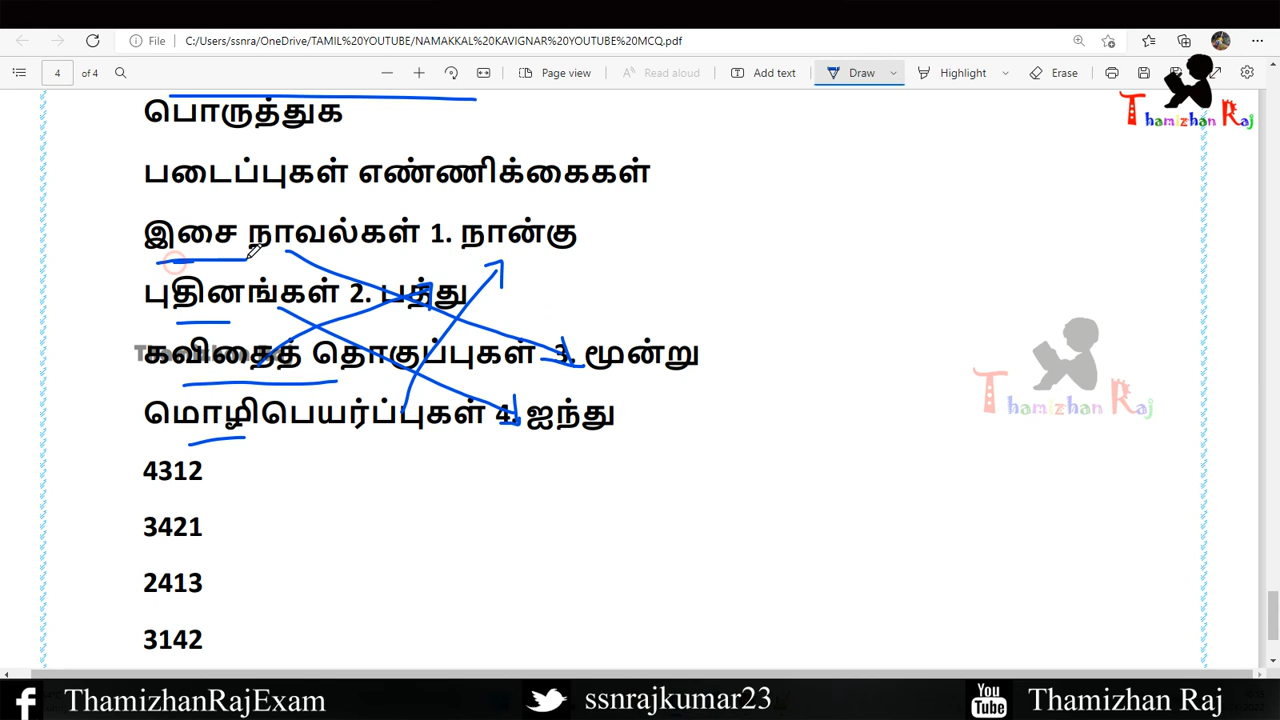 File C:/Users/ssnra/OneDrive/TAMIL%20YOUTUBE/NAMAKKAL%20KAVIGNAR%20YOUTUBE%20MCQ.pdf
4 of 4 Page view Read aloud Add text Draw Highlight Erase
Thamizhan Raj
பொருத்துக
படைப்புகள் எண்ணிக்கைகள்
இசை நாவல்கள் 1. நான்கு
புதினங்கள் 2. பத்து
கவிதைத் தொகுப்புகள் 3. மூன்று
Thamizhan Raj
மொழிபெயர்ப்புகள் 4. ஐந்து
4312
3421
2413
3142
ThamizhanRajExam ssnrajkumar23 You Tube Thamizhan Raj